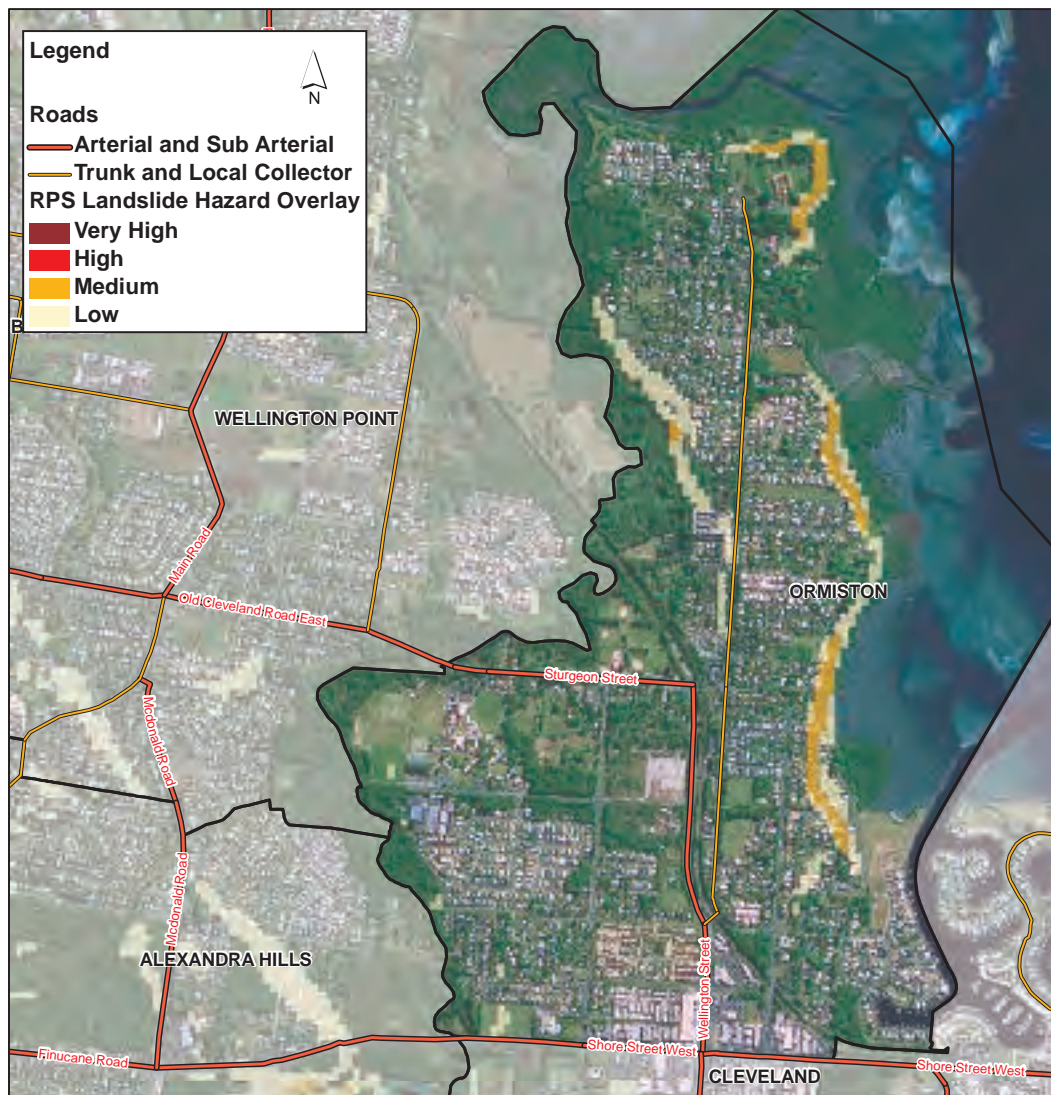 Legend
N
Roads
Arterial and Sub Arterial
Trunk and Local Collector
RPS Landslide Hazard Overlay
Very High
High
Medium
Low
B
WELLINGTON POINT
Main Road
Old Cleveland Road East
ORMISTON
Sturgeon Street
Mcdonald Road
Mcdonald Road
ALEXANDRA HILLS
Wellington Street
Finucane Road
Shore Street West
Shore Street West
CLEVELAND